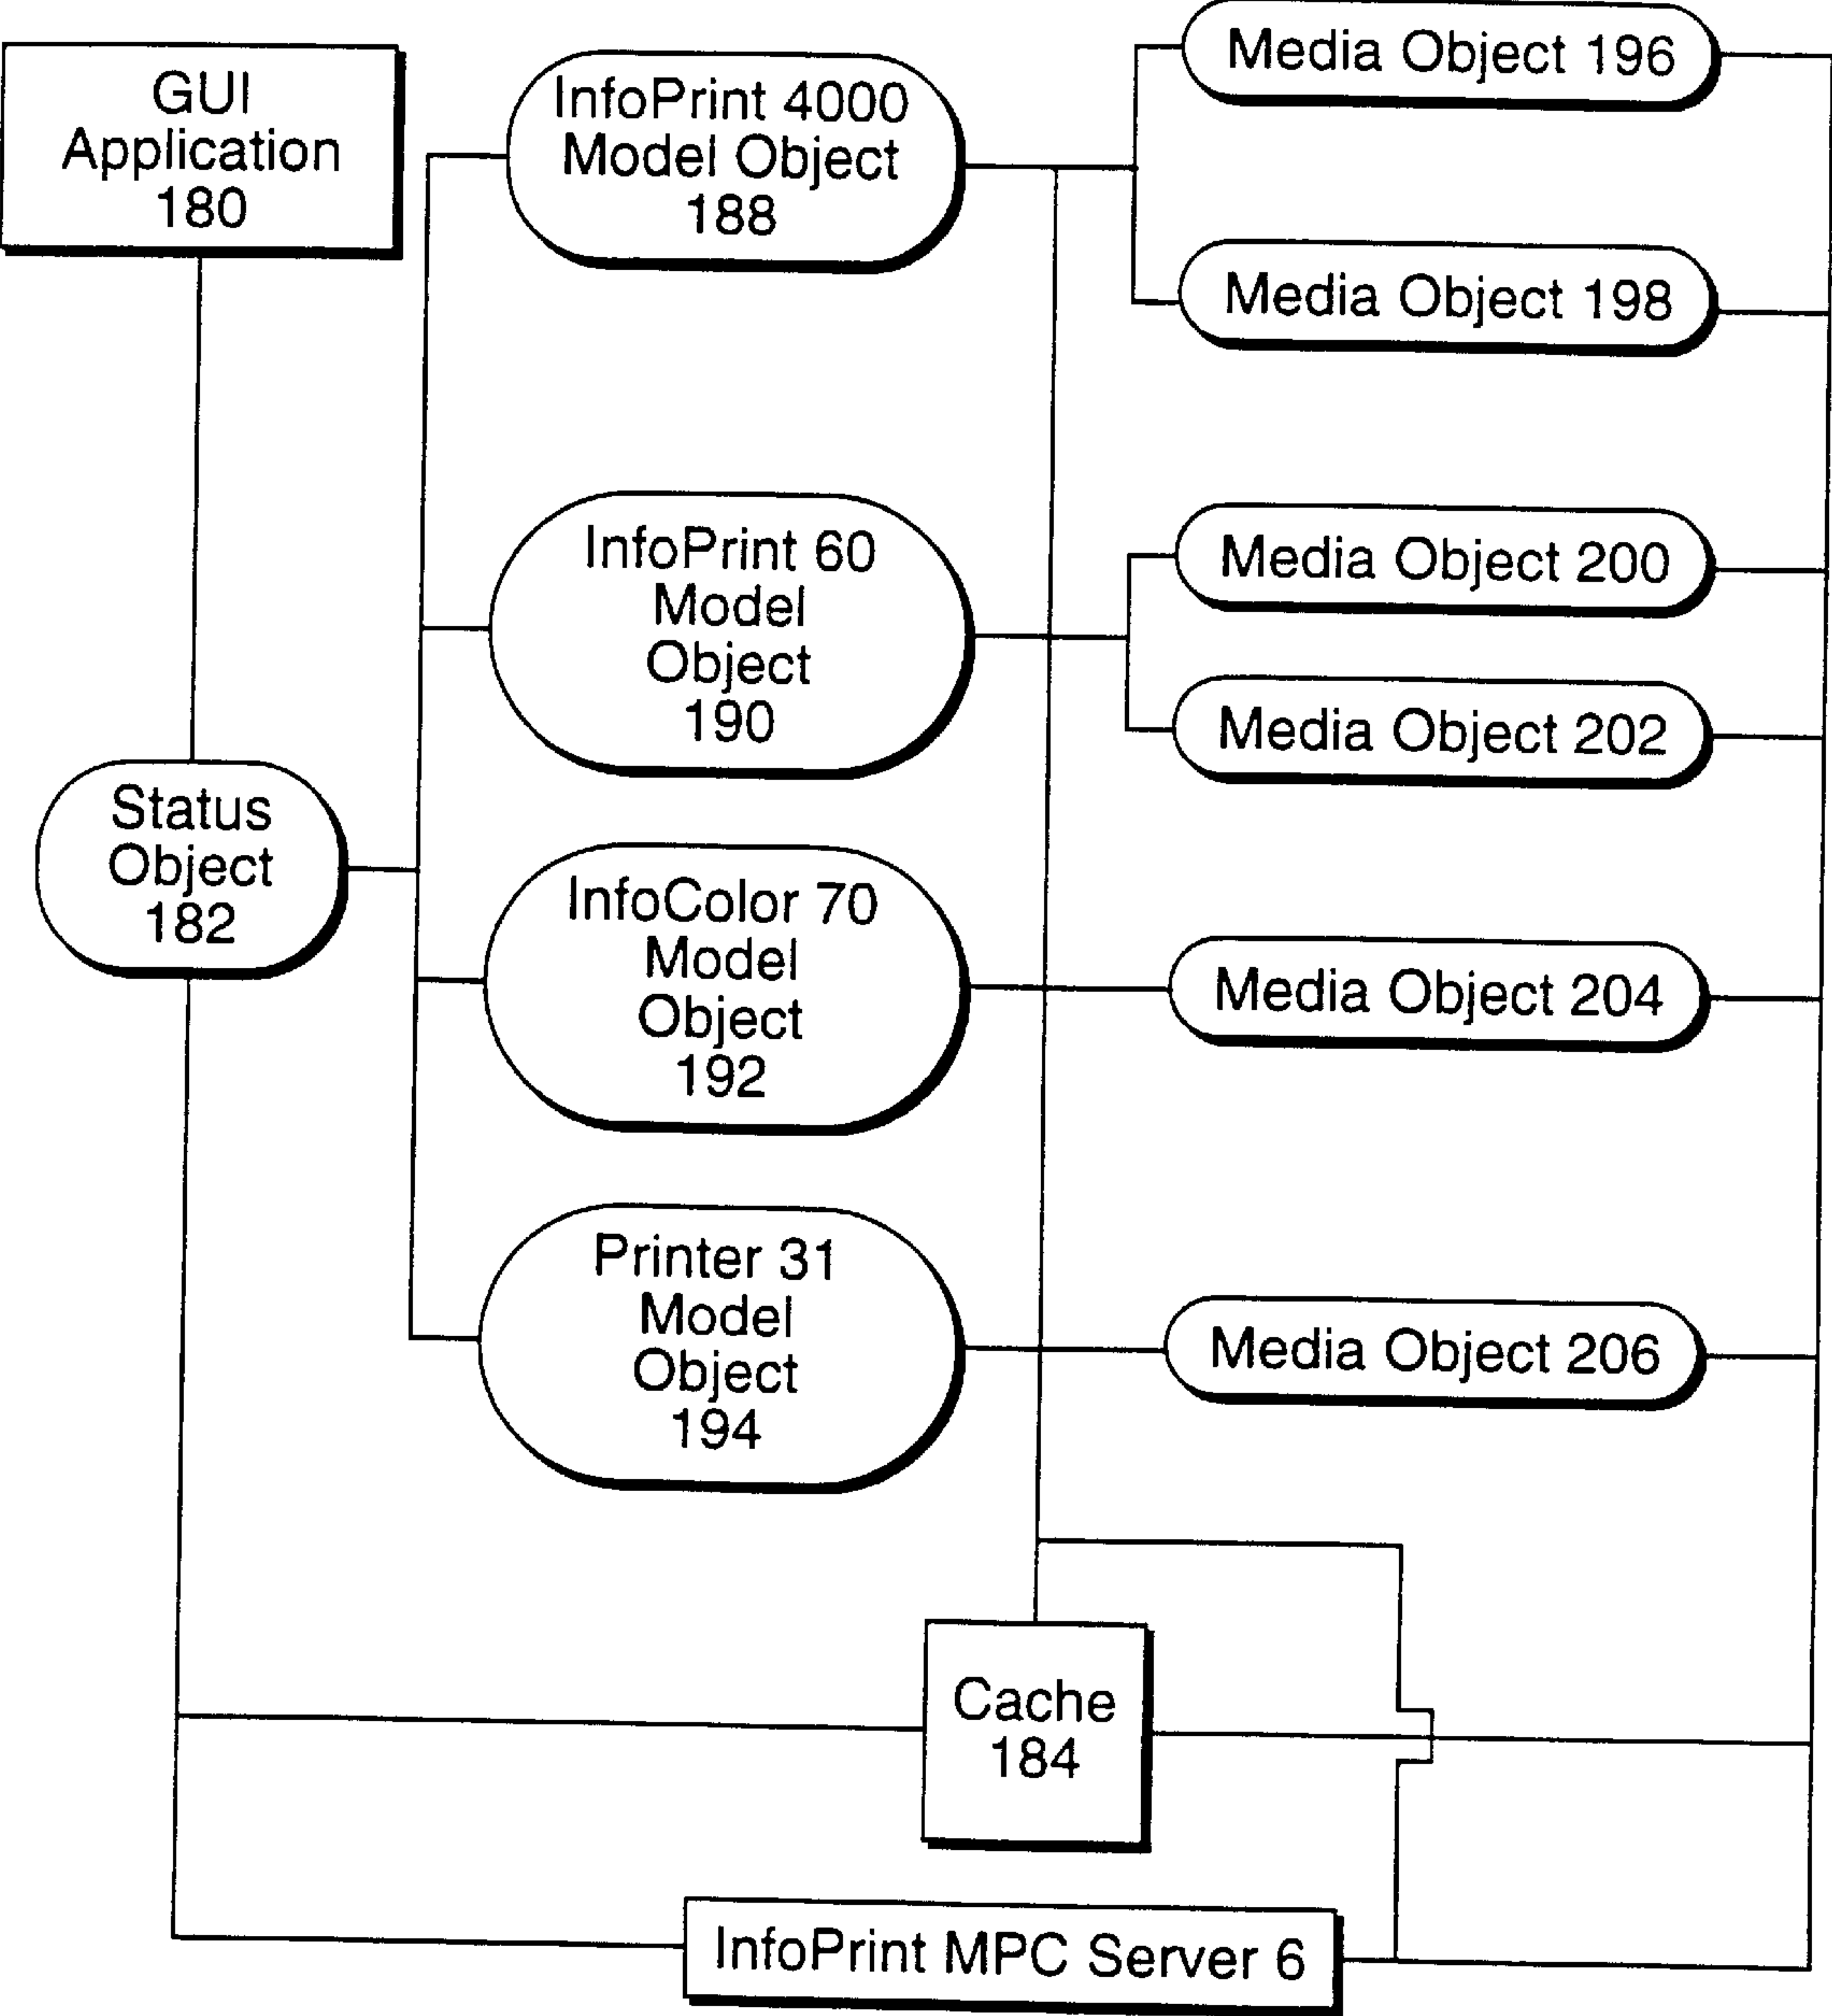 GUI
Application
180
InfoPrint 4000
Model Object
188
Media Object 196
Media Object 198
InfoPrint 60
Model
Object
190
Media Object 200
Media Object 202
Status
Object
182
InfoColor 70
Model
Object
192
Media Object 204
Printer 31
Model
Object
194
Media Object 206
Cache
184
InfoPrint MPC Server 6